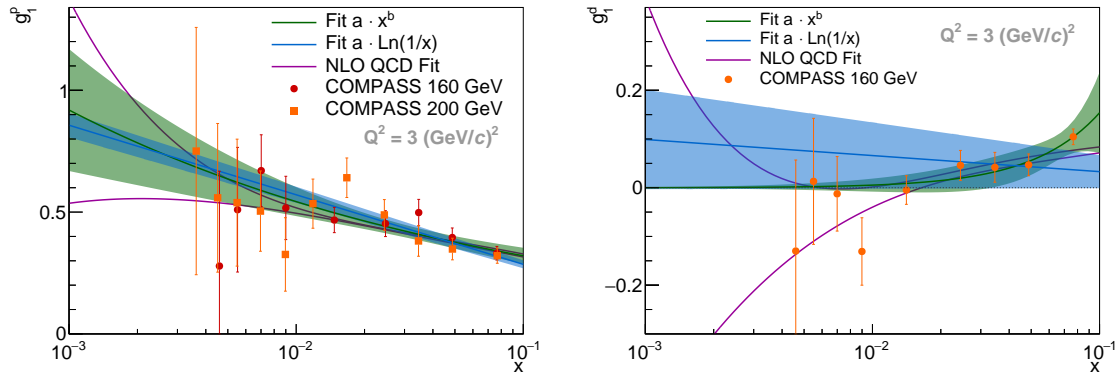 g₁ᵖ
1
0.5
0
Fit a · xᵇ
Fit a · Ln(1/x)
NLO QCD Fit
COMPASS 160 GeV
COMPASS 200 GeV
Q² = 3 (GeV/c)²
10⁻³
10⁻²
10⁻¹
x
g₁ᵈ
0.2
0
−0.2
Fit a · xᵇ
Fit a · Ln(1/x)
NLO QCD Fit
COMPASS 160 GeV
Q² = 3 (GeV/c)²
10⁻³
10⁻²
10⁻¹
x